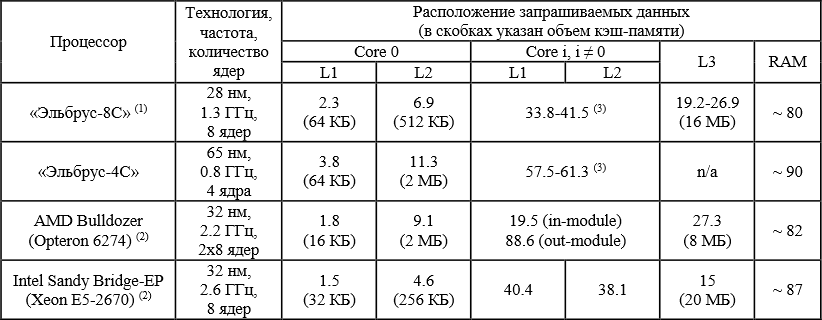 Процессор
Технология,
частота,
количество
ядер
Расположение запрашиваемых данных
(в скобках указан объем кэш-памяти)
Core 0
Core i, i ≠ 0
L3
RAM
L1
L2
L1
L2
«Эльбрус-8С» (1)
28 нм,
1.3 ГГц,
8 ядер
2.3
(64 КБ)
6.9
(512 КБ)
33.8-41.5 (3)
19.2-26.9
(16 МБ)
~ 80
«Эльбрус-4С»
65 нм,
0.8 ГГц,
4 ядра
3.8
(64 КБ)
11.3
(2 МБ)
57.5-61.3 (3)
n/a
~ 90
AMD Bulldozer
(Opteron 6274) (2)
32 нм,
2.2 ГГц,
2x8 ядер
1.8
(16 КБ)
9.1
(2 МБ)
19.5 (in-module)
88.6 (out-module)
27.3
(8 МБ)
~ 82
Intel Sandy Bridge-EP
(Xeon E5-2670) (2)
32 нм,
2.6 ГГц,
8 ядер
1.5
(32 КБ)
4.6
(256 КБ)
40.4
38.1
15
(20 МБ)
~ 87